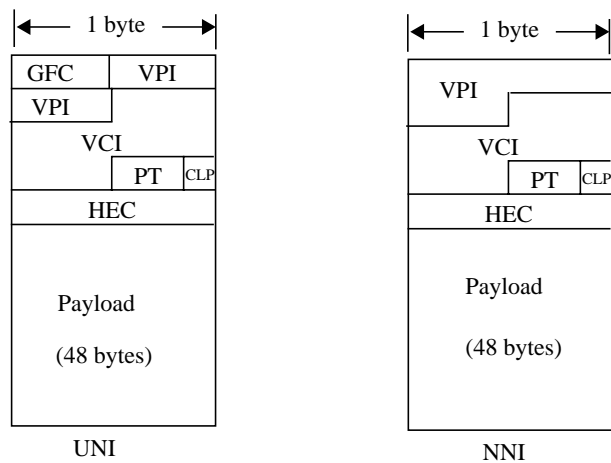 1 byte
GFC VPI
VPI
VCI
PT CLP
HEC
Payload
(48 bytes)
UNI
1 byte
VPI
VCI
PT CLP
HEC
Payload
(48 bytes)
NNI